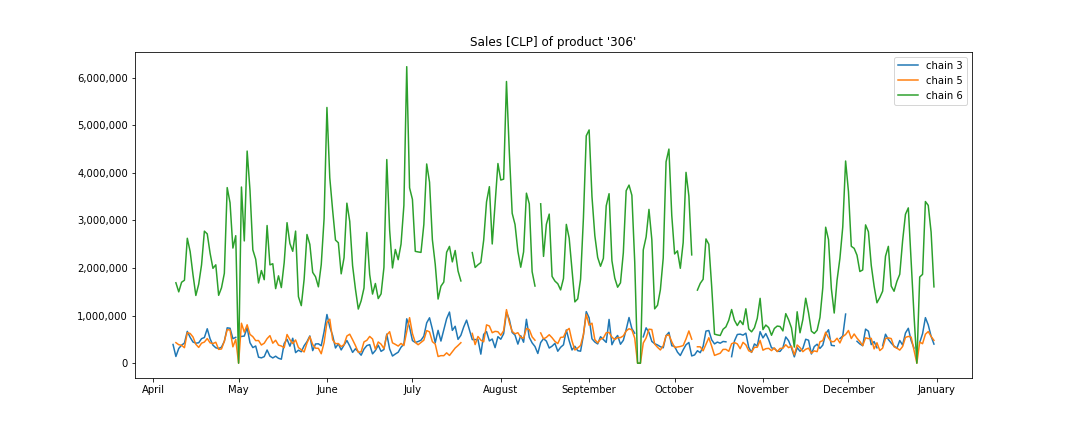 Sales [CLP] of product '306'
chain 3
chain 5
chain 6
6,000,000
5,000,000
4,000,000
3,000,000
2,000,000
1,000,000
0
April May June July August September October November December January